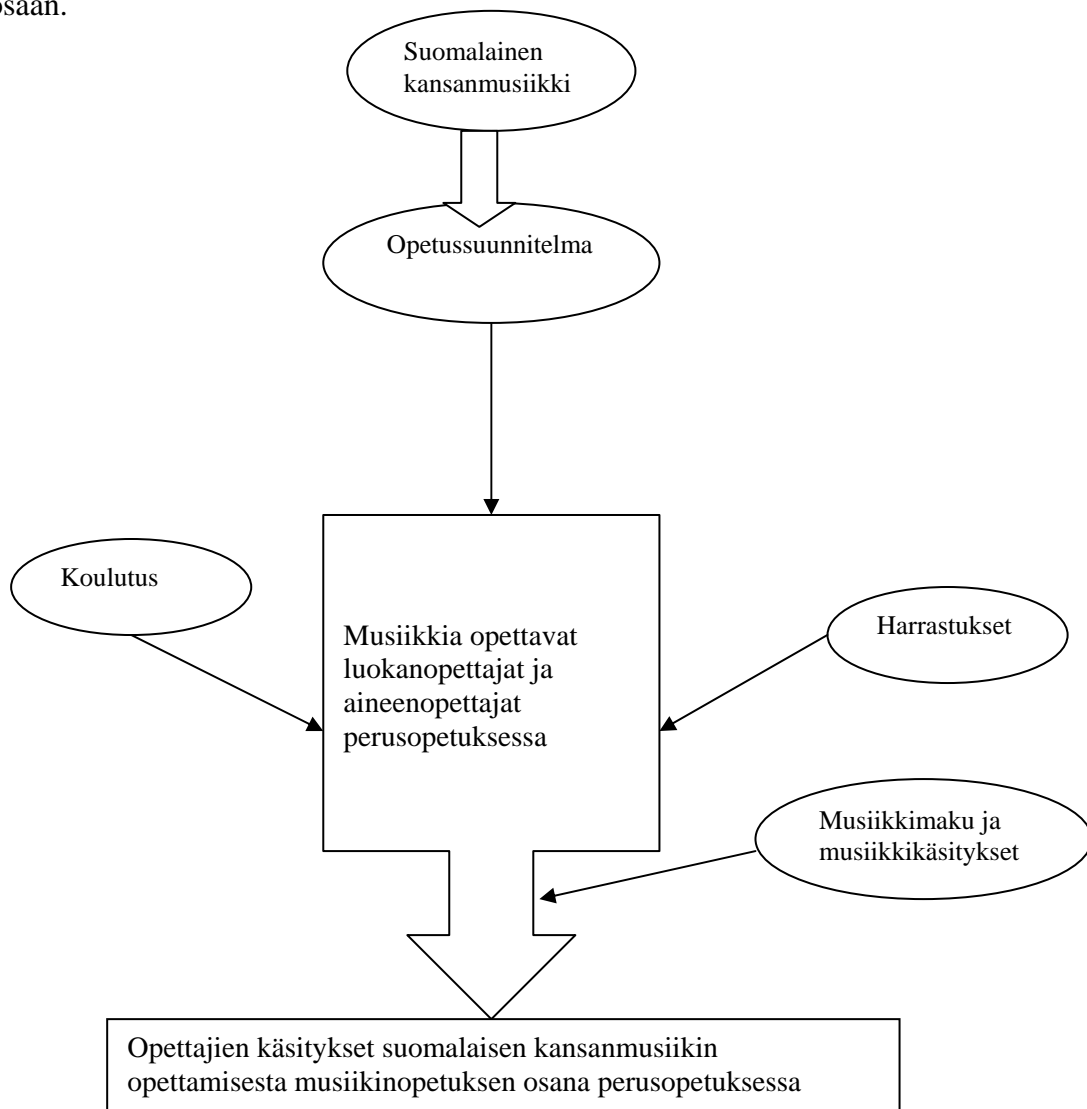 Suomalainen
kansanmusiikki
Opetussuunnitelma
Koulutus
Musiikkia opettavat
luokanopettajat ja
aineenopettajat
perusopetuksessa
Harrastukset
Musiikkimaku ja
musiikkikäsitykset
Opettajien käsitykset suomalaisen kansanmusiikin
opettamisesta musiikinopetuksen osana perusopetuksessa